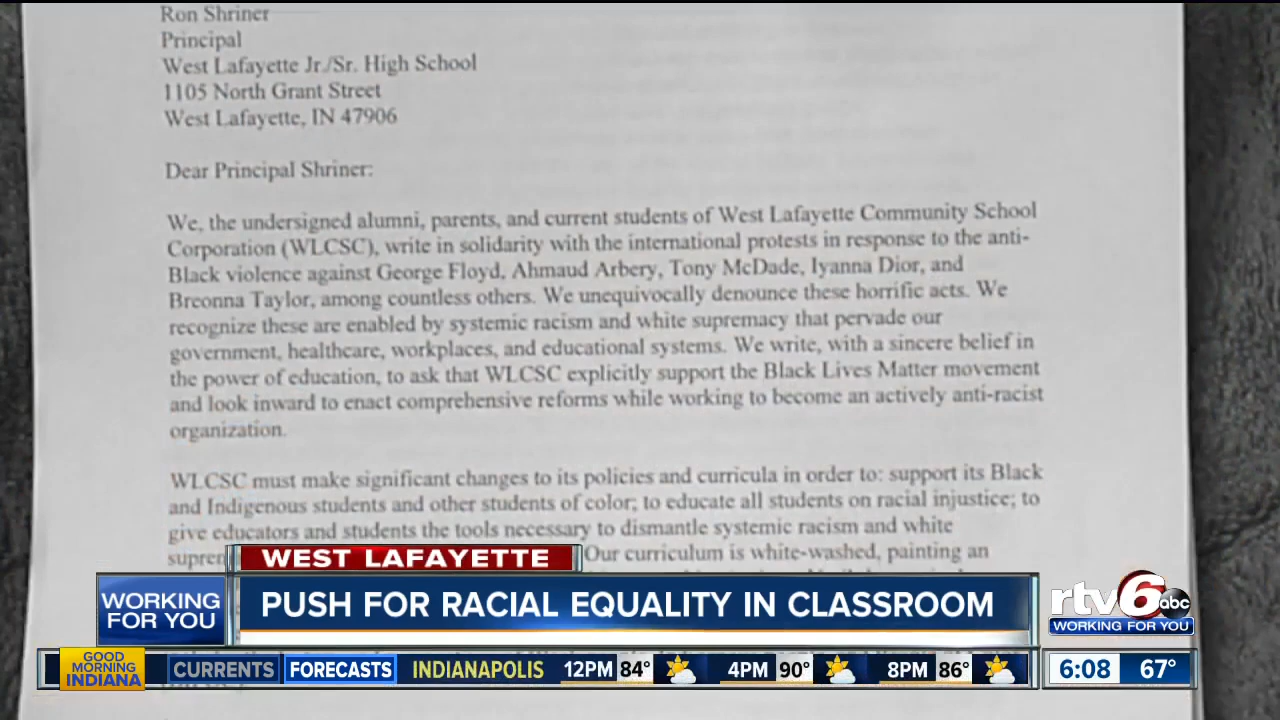 Ron Shriner
Principal
West Lafayette Jr./Sr. High School
1105 North Grant Street
West Lafayette, IN 47906
Dear Principal Shriner:
We, the undersigned alumni, parents, and current students of West Lafayette Community School
Corporation (WLCSC), write in solidarity with the international protests in response to the anti-
Black violence against George Floyd, Ahmaud Arbery, Tony McDade, Iyanna Dior, and
Breonna Taylor, among countless others. We unequivocally denounce these horrific acts. We
recognize these are enabled by systemic racism and white supremacy that pervade our
government, healthcare, workplaces, and educational systems. We write, with a sincere belief in
the power of education, to ask that WLCSC explicitly support the Black Lives Matter movement
and look inward to enact comprehensive reforms while working to become an actively anti-racist
organization.
WLCSC must make significant changes to its policies and curricula in order to: support its Black
and Indigenous students and other students of color; to educate all students on racial injustice; to
give educators and students the tools necessary to dismantle systemic racism and white
Our curriculum is white-washed, painting an
WEST LAFAYETTE
WORKING FOR YOU
PUSH FOR RACIAL EQUALITY IN CLASSROOM
rtv6 abc
WORKING FOR YOU
GOOD MORNING INDIANA
CURRENTS FORECASTS INDIANAPOLIS 12PM 84° 4PM 90° 8PM 86°
6:08 67°